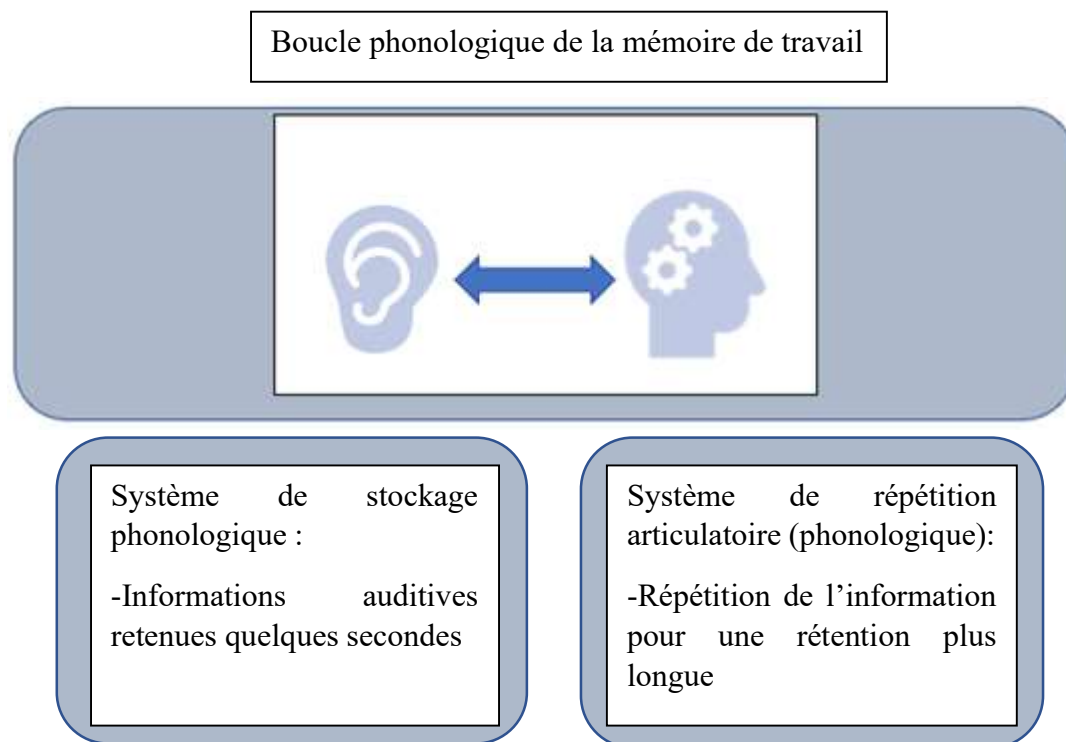 Boucle phonologique de la mémoire de travail
Système de stockage
phonologique :
-Informations auditives
retenues quelques secondes
Système de répétition
articulatoire (phonologique):
-Répétition de l’information
pour une rétention plus
longue